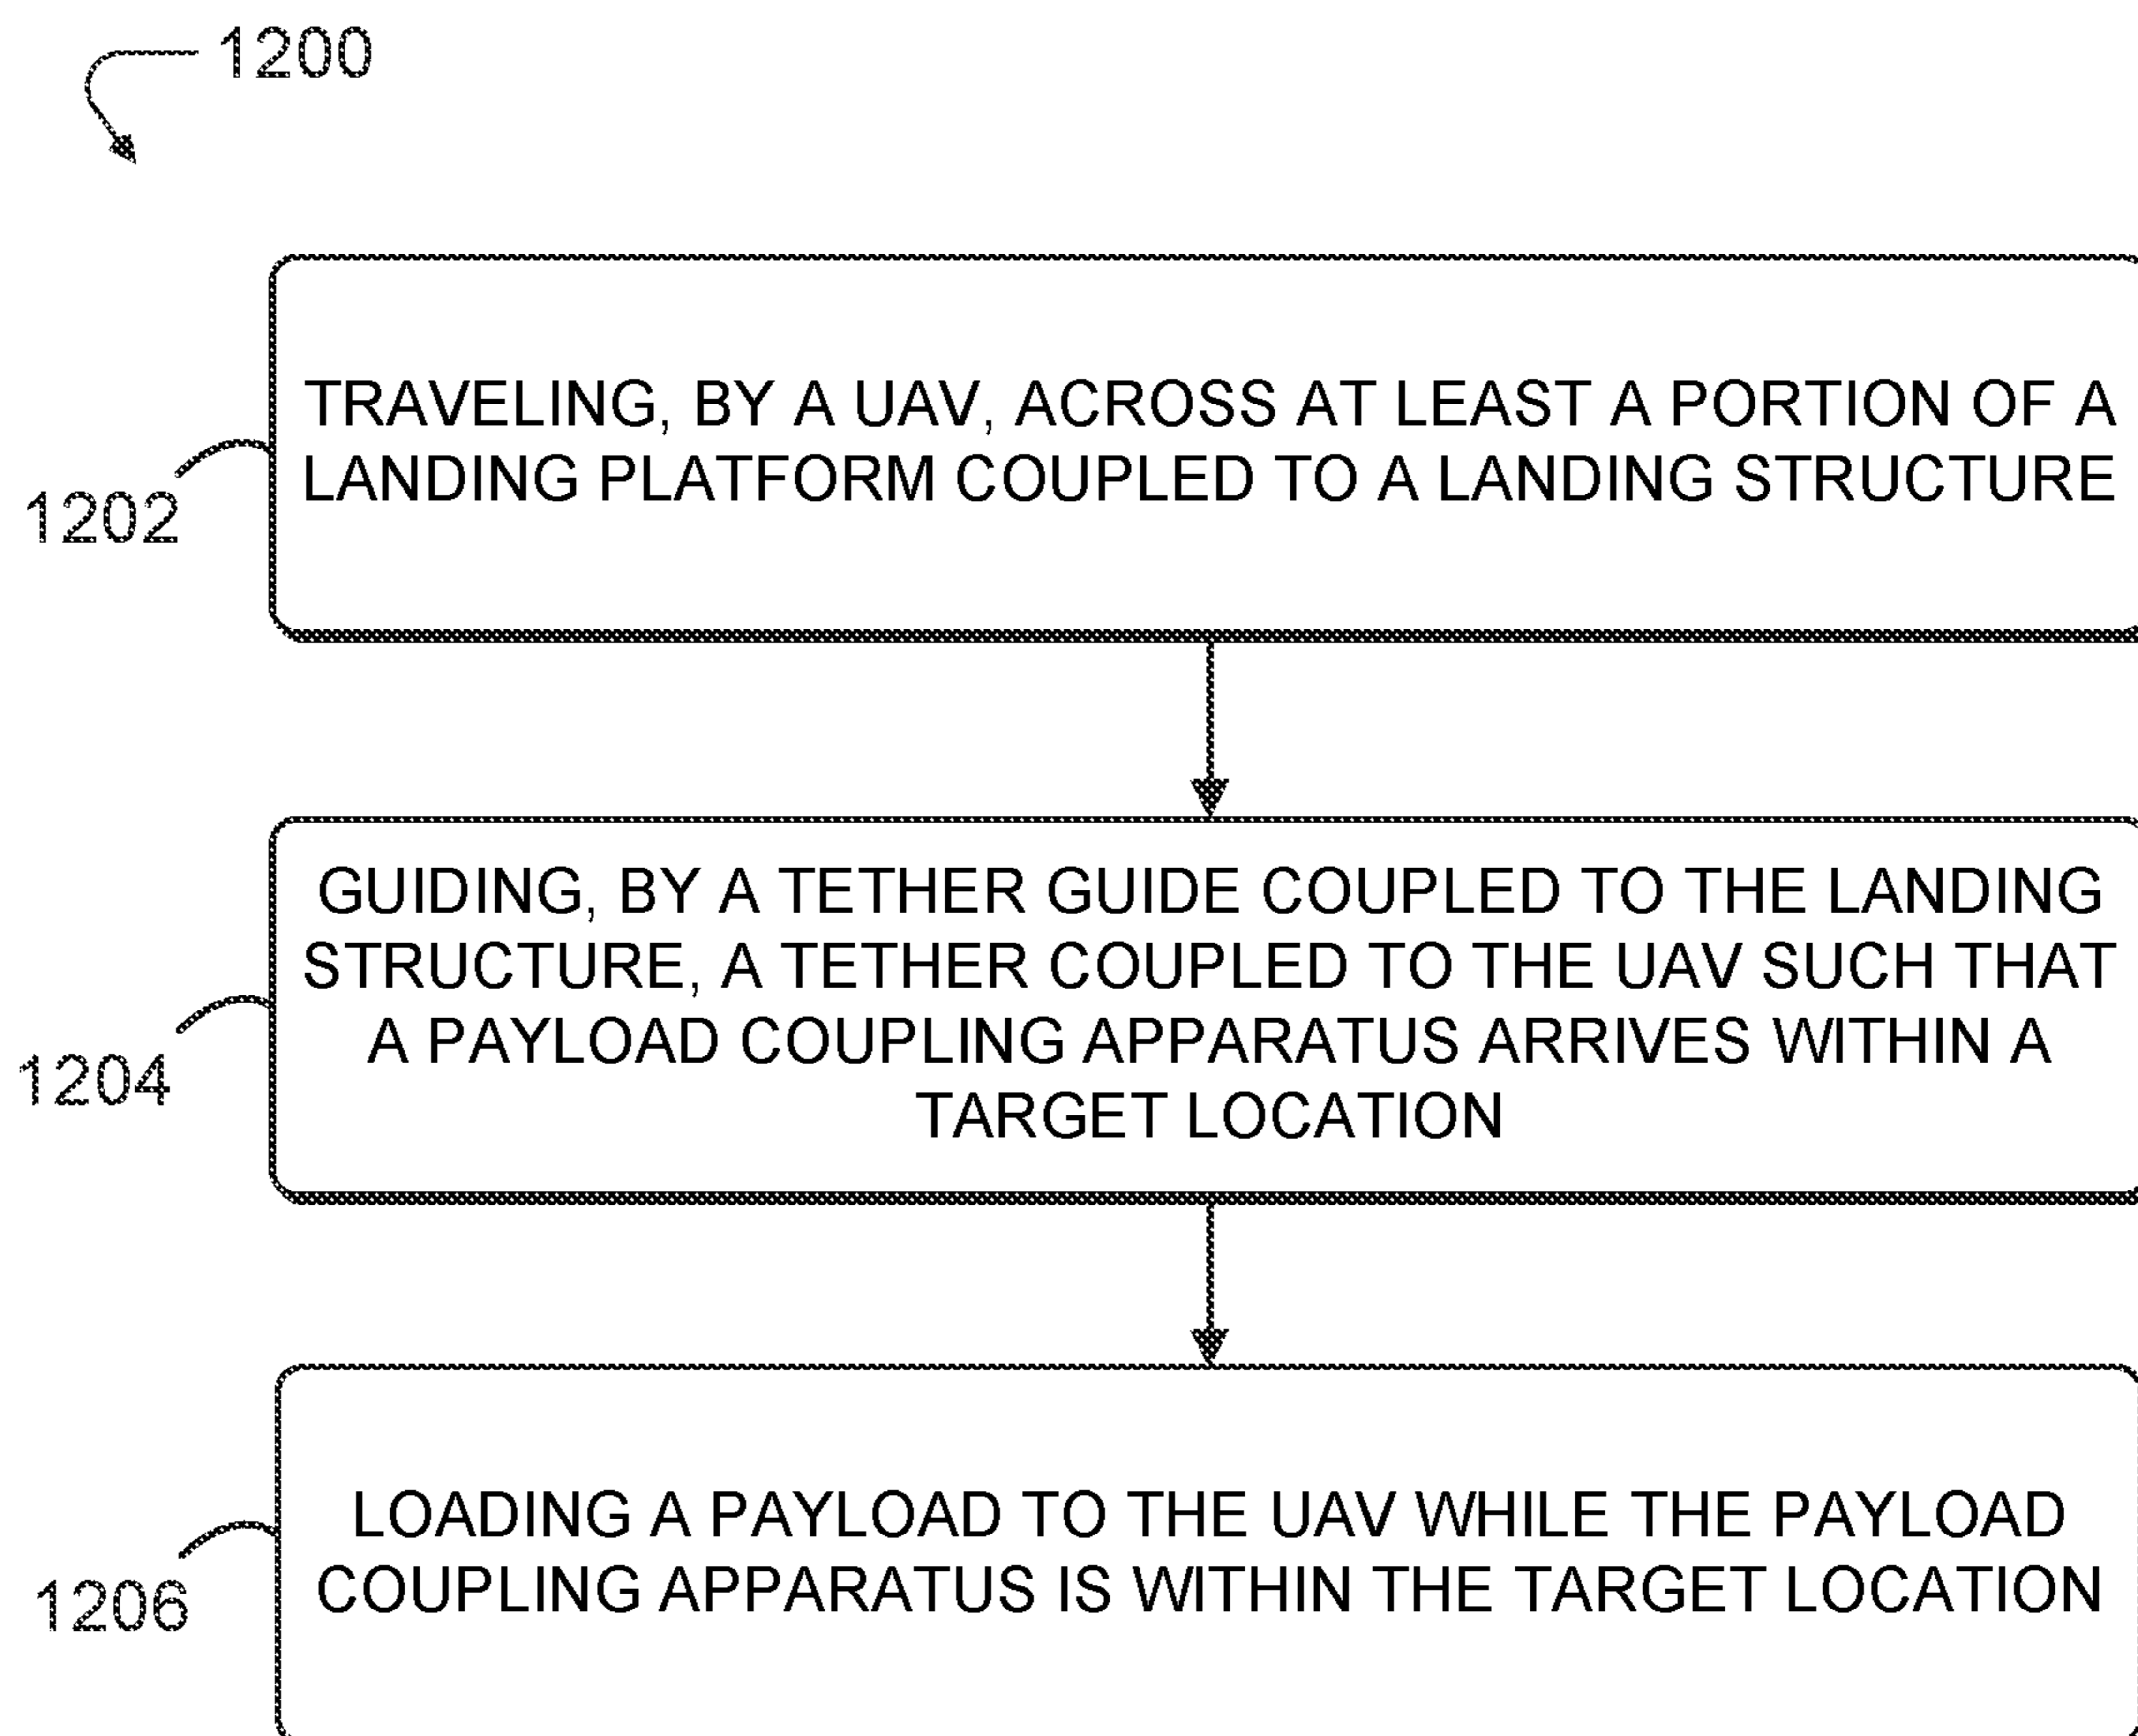 1200
TRAVELING, BY A UAV, ACROSS AT LEAST A PORTION OF A
LANDING PLATFORM COUPLED TO A LANDING STRUCTURE
1202
GUIDING, BY A TETHER GUIDE COUPLED TO THE LANDING
STRUCTURE, A TETHER COUPLED TO THE UAV SUCH THAT
A PAYLOAD COUPLING APPARATUS ARRIVES WITHIN A
TARGET LOCATION
1204
LOADING A PAYLOAD TO THE UAV WHILE THE PAYLOAD
COUPLING APPARATUS IS WITHIN THE TARGET LOCATION
1206